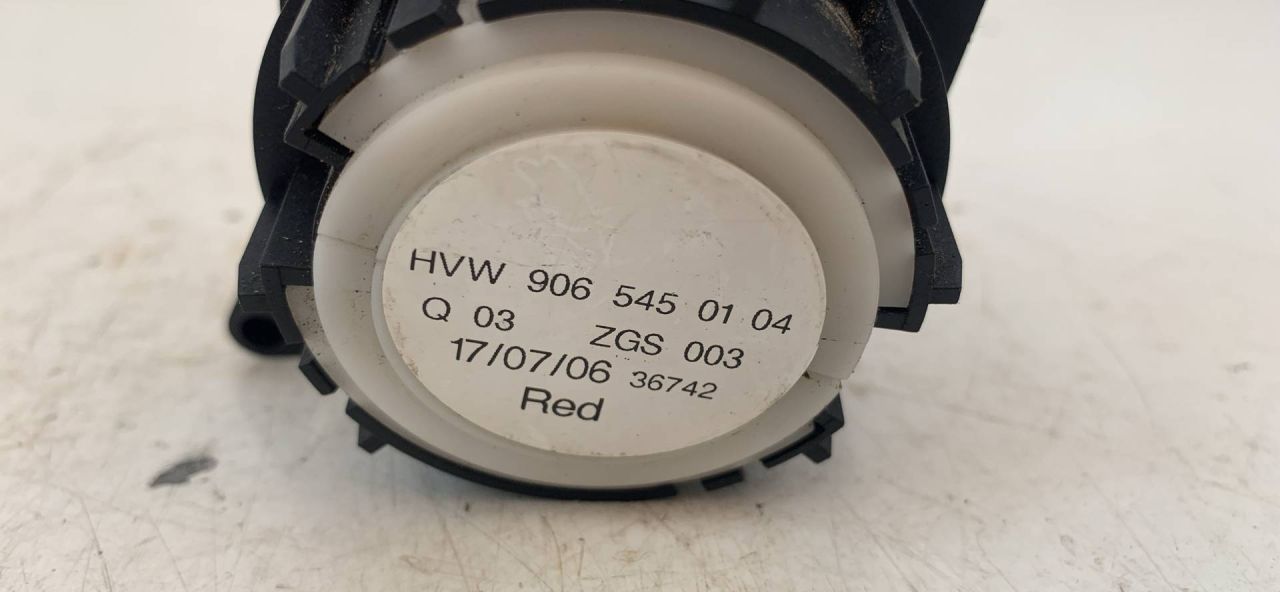 HVW 906 545 01 04
Q 03 ZGS 003
17/07/06 36742
Red